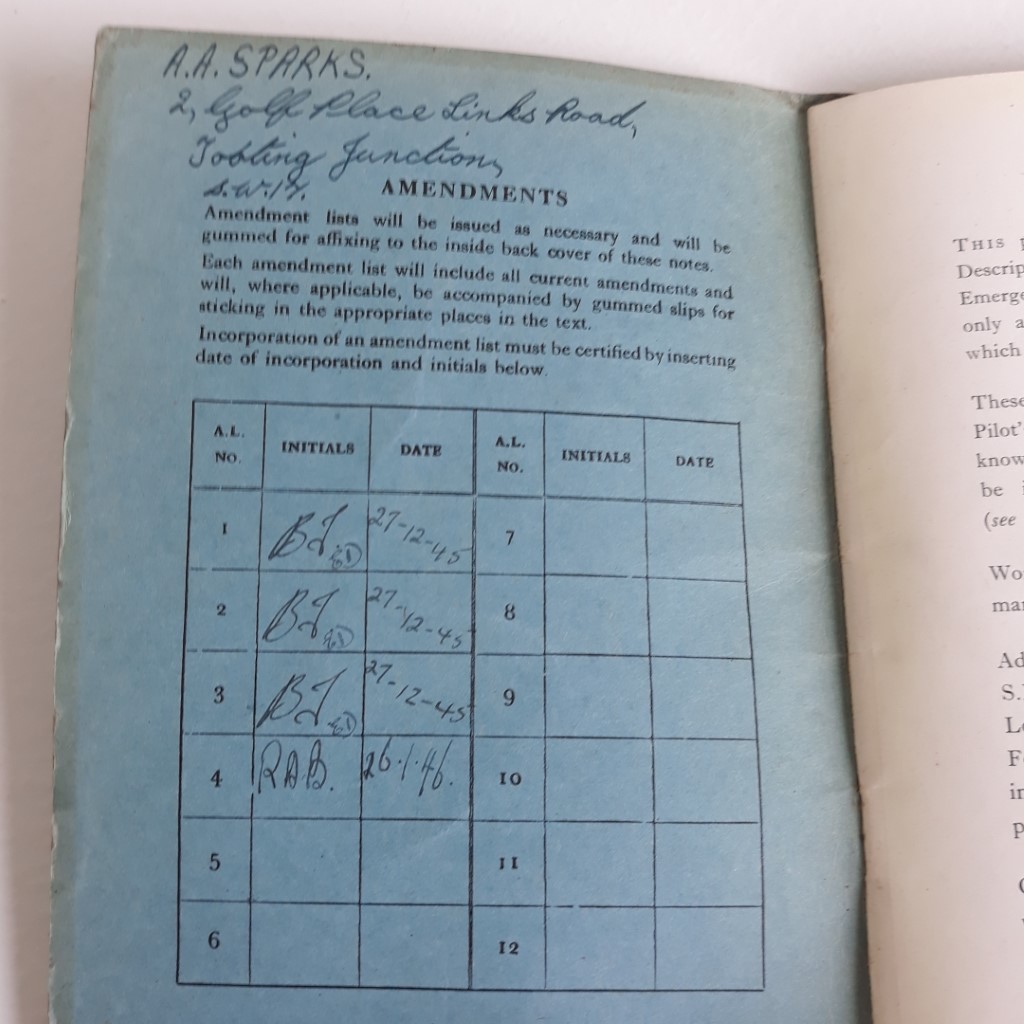 A.A. SPARKS.
2, Golf Place Links Road,
Tooting Junction,
S.W.17.
AMENDMENTS
Amendment lists will be issued as necessary and will be
gummed for affixing to the inside back cover of these notes.
Each amendment list will include all current amendments and
will, where applicable, be accompanied by gummed slips for
sticking in the appropriate places in the text.
Incorporation of an amendment list must be certified by inserting
date of incorporation and initials below.
A.L. NO. INITIALS DATE A.L. NO. INITIALS DATE
1 BJ 27-12-45 7
2 BJ 27-12-45 8
3 BJ 27-12-45 9
4 R.A.B. 26.1.46. 10
5 11
6 12
THIS
Descrip
Emerge
only a
which
These
Pilot'
know
be
(see
Wo
man
Ad
S.
L
F
in
p